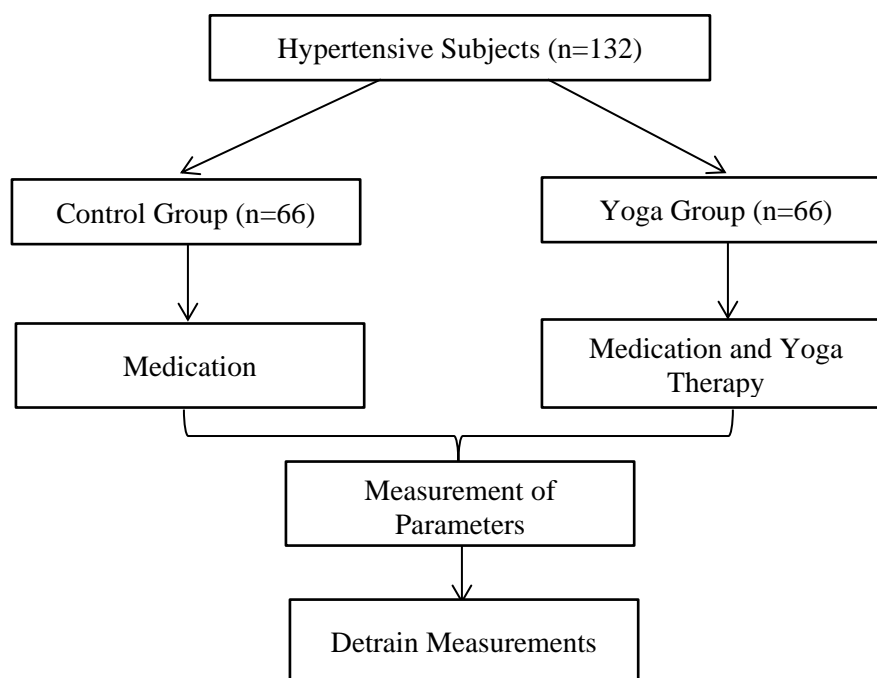 Hypertensive Subjects (n=132)
Control Group (n=66)
Yoga Group (n=66)
Medication
Medication and Yoga
Therapy
Measurement of
Parameters
Detrain Measurements